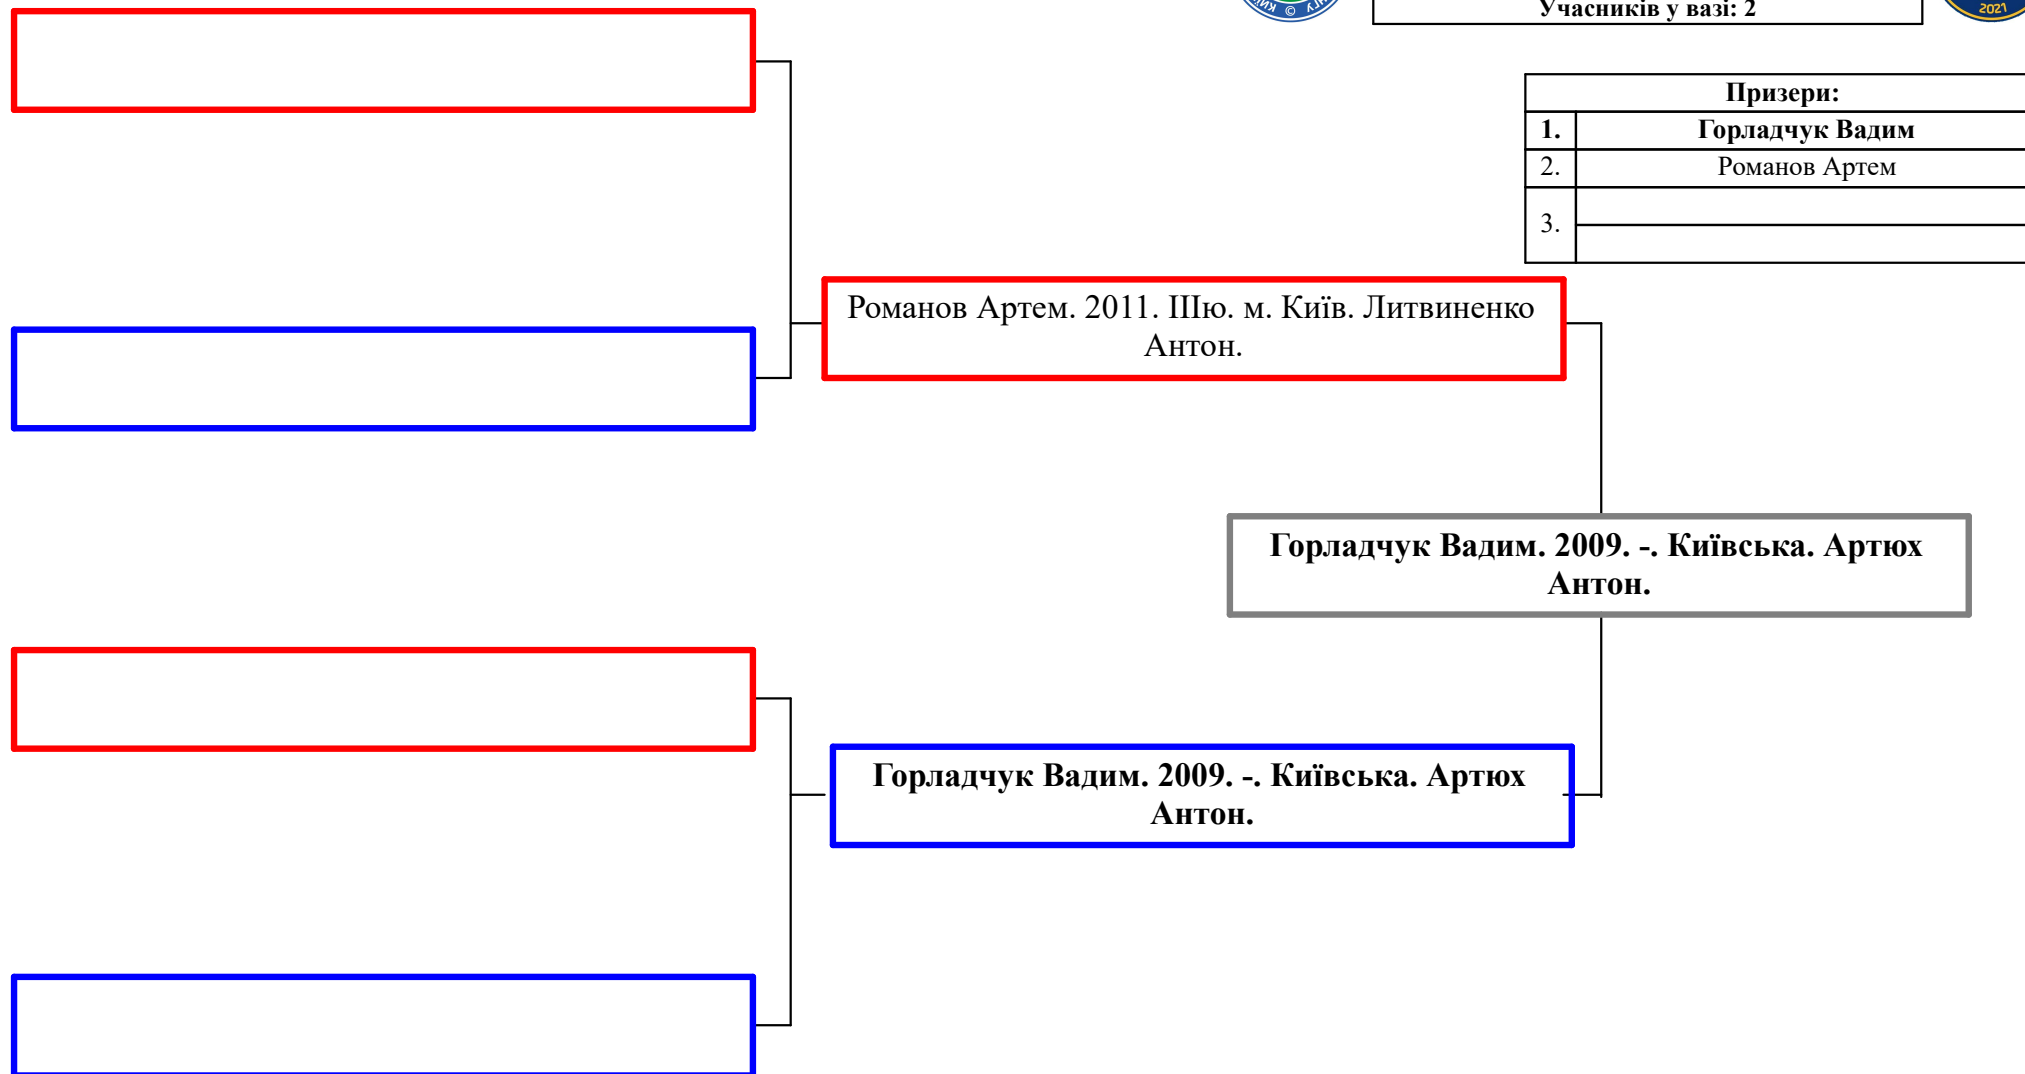 Учасників у вазі: 2
2021
Призери:
1. Горладчук Вадим
2. Романов Артем
3.
Романов Артем. 2011. ІІІю. м. Київ. Литвиненко
Антон.
Горладчук Вадим. 2009. -. Київська. Артюх
Антон.
Горладчук Вадим. 2009. -. Київська. Артюх
Антон.